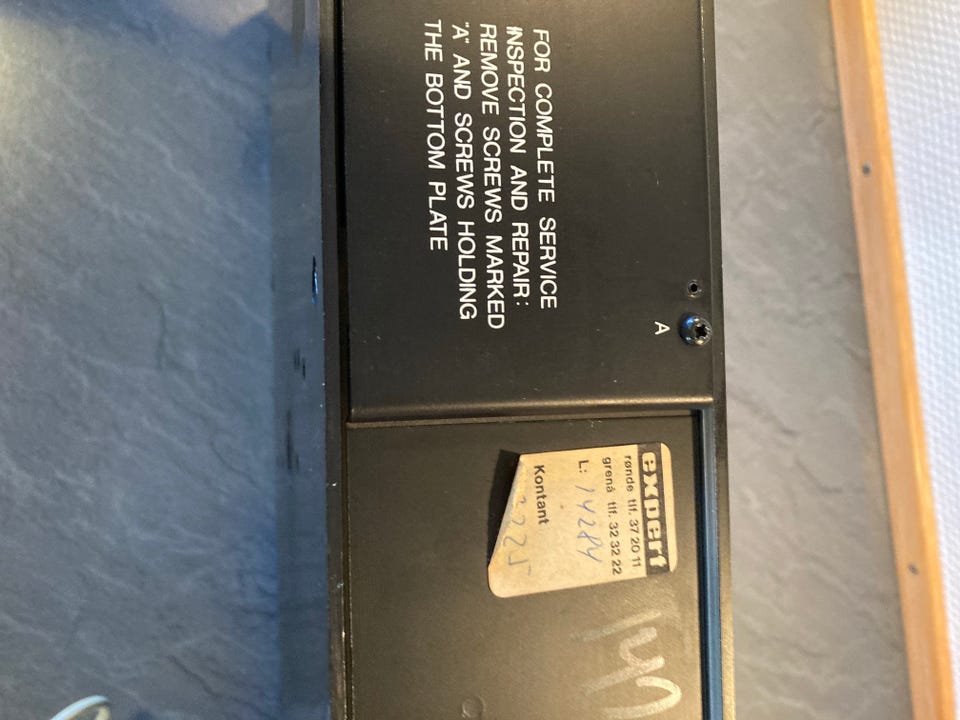 FOR COMPLETE SERVICE
INSPECTION AND REPAIR:
REMOVE SCREWS MARKED
"A" AND SCREWS HOLDING
THE BOTTOM PLATE
A
expert
rønde tlf. 37 20 11
grenå tlf. 32 32 22
L: 14284
Kontant